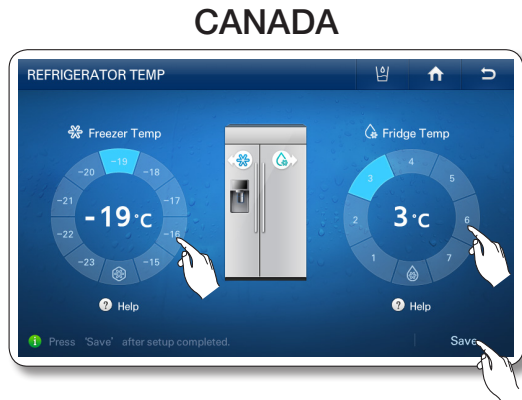 CANADA
REFRIGERATOR TEMP
Freezer Temp
-19
-20
-18
-21
-17
-22
-16
-23
-15
-19°C
? Help
Fridge Temp
4
3
5
2
6
1
7
3°C
? Help
i Press 'Save' after setup completed.
Save